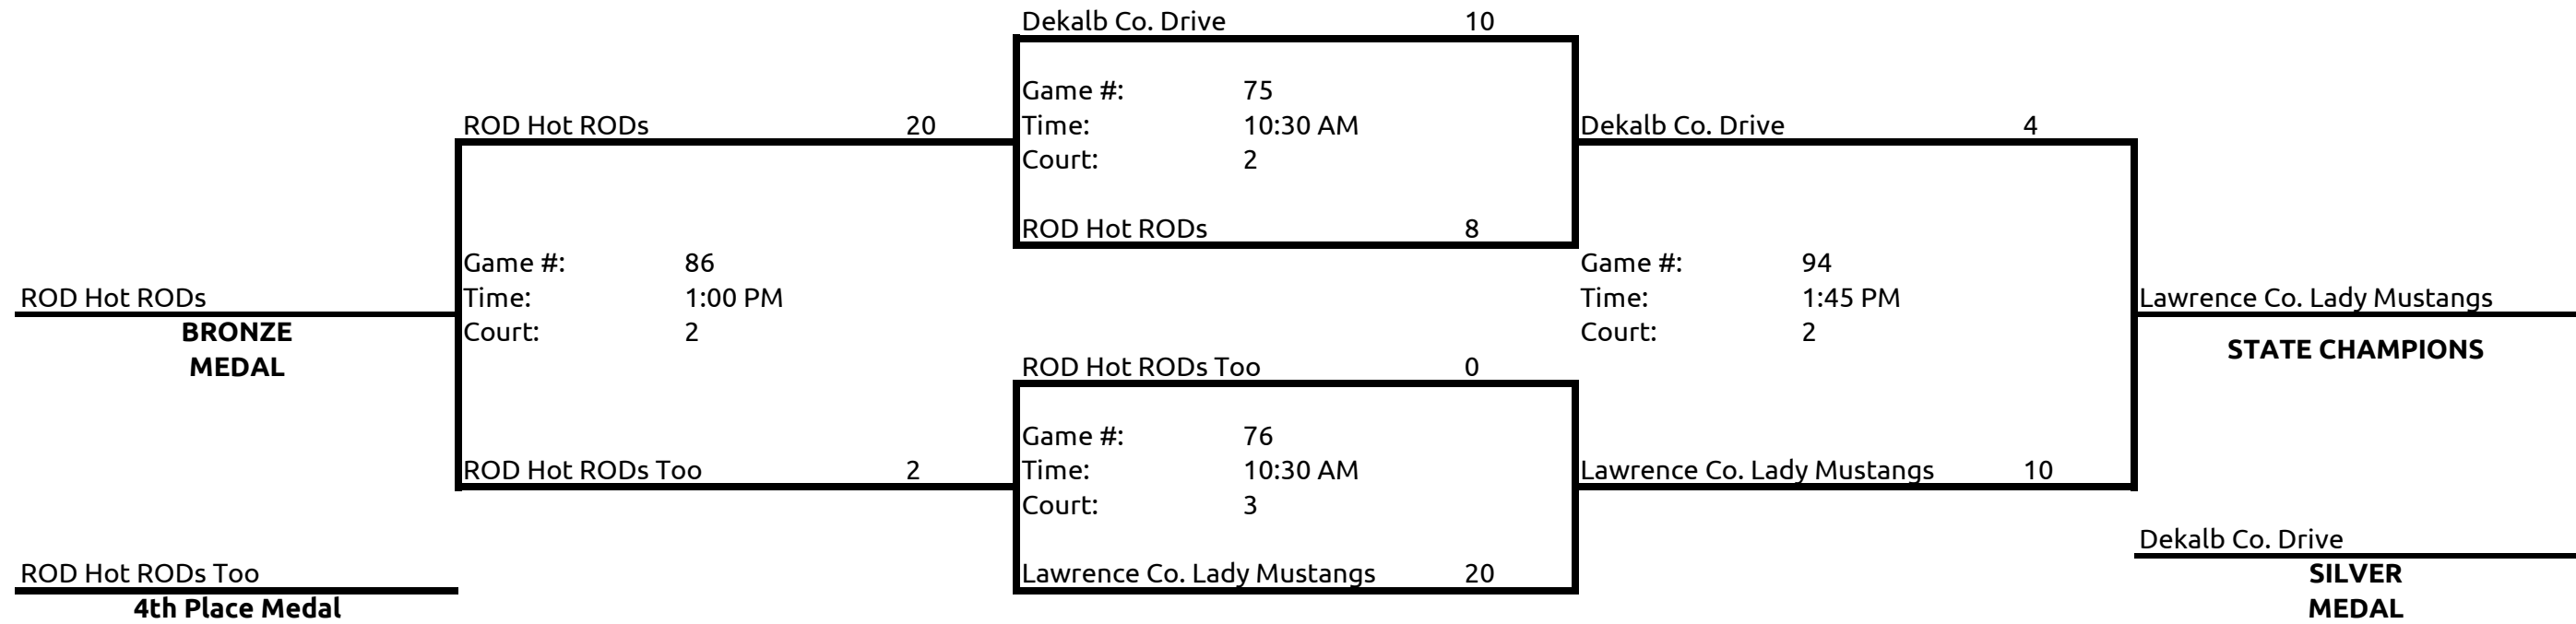 Dekalb Co. Drive 10
Game #: 75
ROD Hot RODs 20 Time: 10:30 AM Dekalb Co. Drive 4
Court: 2
ROD Hot RODs 8
Game #: 86 Game #: 94
ROD Hot RODs Time: 1:00 PM Time: 1:45 PM Lawrence Co. Lady Mustangs
BRONZE Court: 2 Court: 2 STATE CHAMPIONS
MEDAL ROD Hot RODs Too 0
Game #: 76
ROD Hot RODs Too 2 Time: 10:30 AM Lawrence Co. Lady Mustangs 10
Court: 3
Dekalb Co. Drive
ROD Hot RODs Too Lawrence Co. Lady Mustangs 20 SILVER
4th Place Medal MEDAL